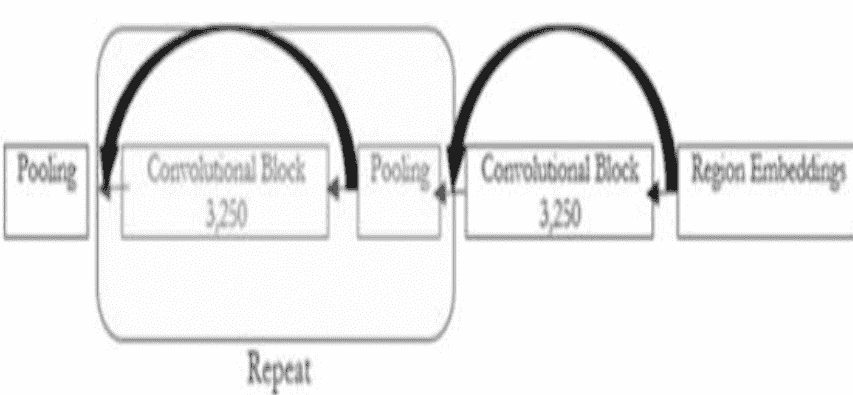 Pooling
Convolutional Block
3,250
Pooling
Convolutional Block
3,250
Region Embeddings
Repeat